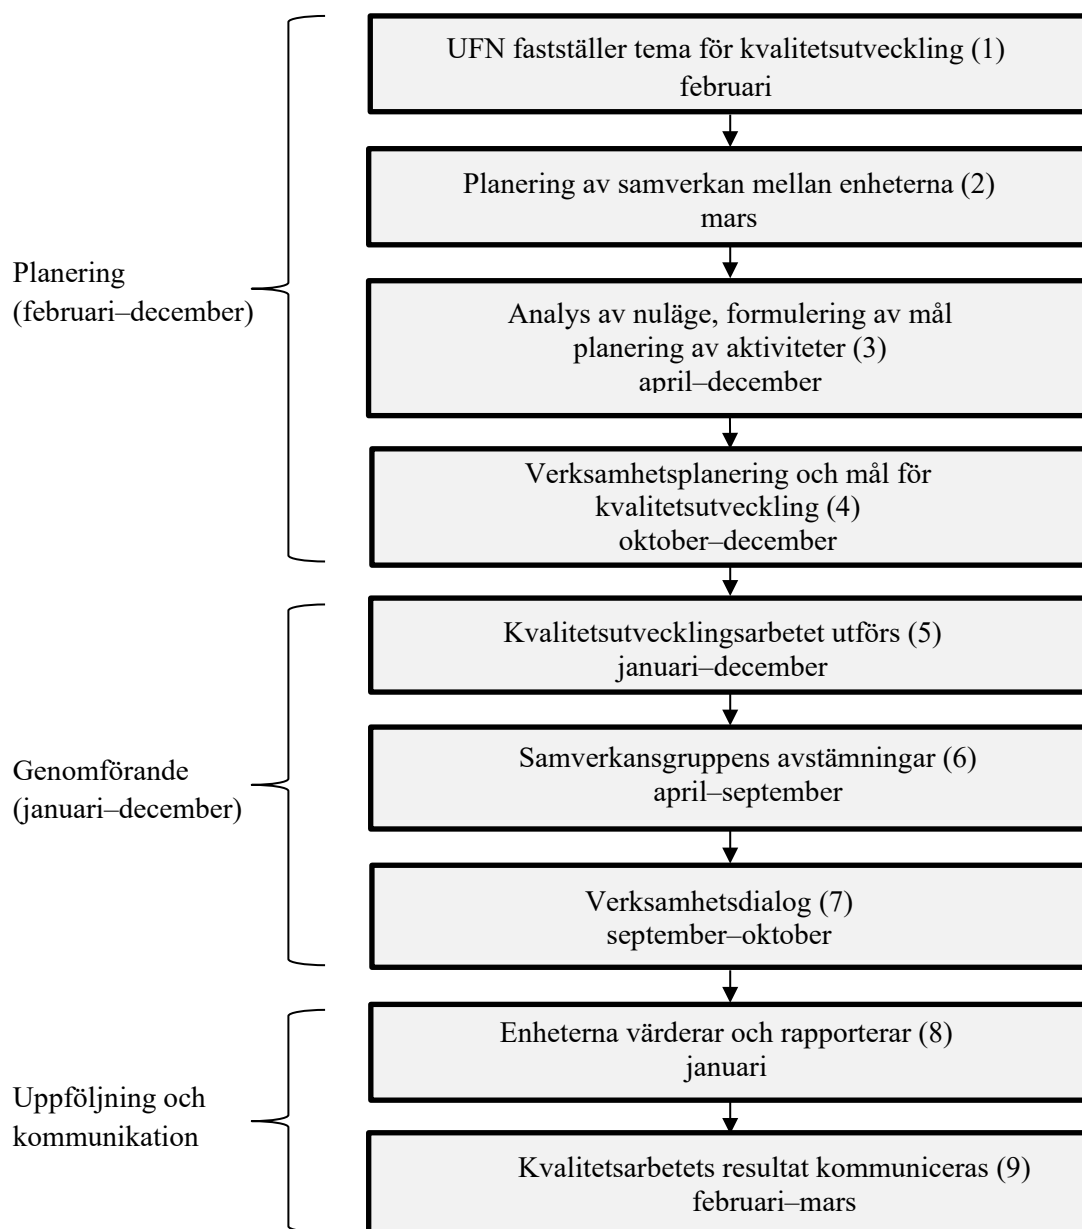 UFN fastställer tema för kvalitetsutveckling (1)
februari
Planering av samverkan mellan enheterna (2)
mars
Planering
(februari–december)
Analys av nuläge, formulering av mål
planering av aktiviteter (3)
april–december
Verksamhetsplanering och mål för
kvalitetsutveckling (4)
oktober–december
Kvalitetsutvecklingsarbetet utförs (5)
januari–december
Genomförande
(januari–december)
Samverkansgruppens avstämningar (6)
april–september
Verksamhetsdialog (7)
september–oktober
Enheterna värderar och rapporterar (8)
januari
Uppföljning och
kommunikation
Kvalitetsarbetets resultat kommuniceras (9)
februari–mars